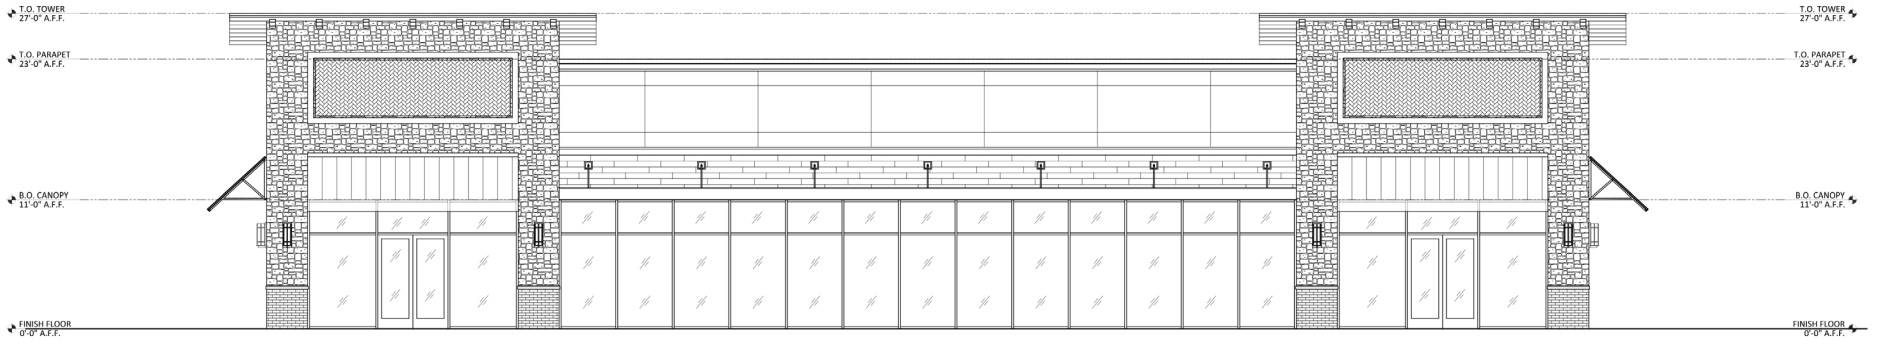 T.O. TOWER
27'-0" A.F.F.
T.O. PARAPET
23'-0" A.F.F.
B.O. CANOPY
11'-0" A.F.F.
FINISH FLOOR
0'-0" A.F.F.
T.O. TOWER
27'-0" A.F.F.
T.O. PARAPET
23'-0" A.F.F.
B.O. CANOPY
11'-0" A.F.F.
FINISH FLOOR
0'-0" A.F.F.